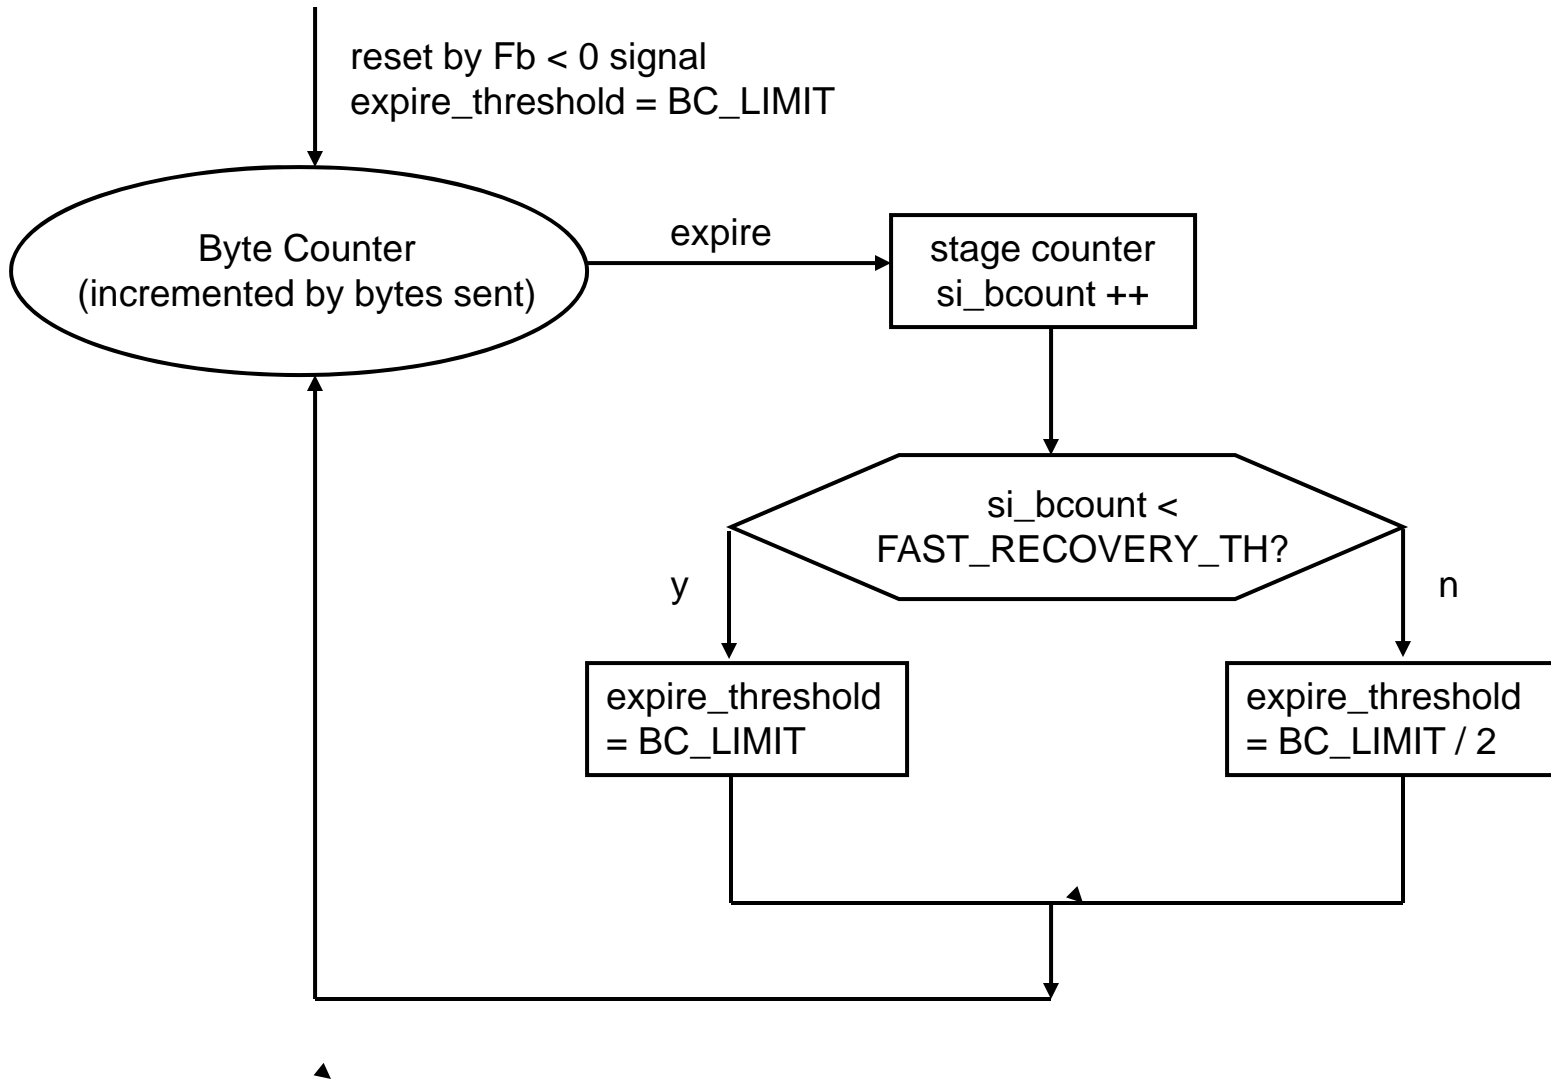 reset by Fb < 0 signal
expire_threshold = BC_LIMIT
Byte Counter
(incremented by bytes sent)
expire
stage counter
si_bcount ++
si_bcount <
FAST_RECOVERY_TH?
y
n
expire_threshold
= BC_LIMIT
expire_threshold
= BC_LIMIT / 2